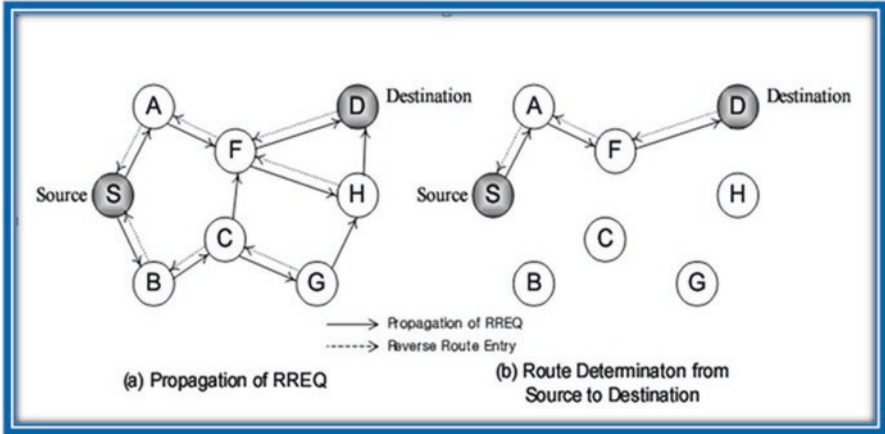 A
D
Destination
F
Source
S
H
C
B
G
A
D
Destination
F
Source
S
H
C
B
G
Propagation of RREQ
Reverse Route Entry
(a) Propagation of RREQ
(b) Route Determinaton from
Source to Destination